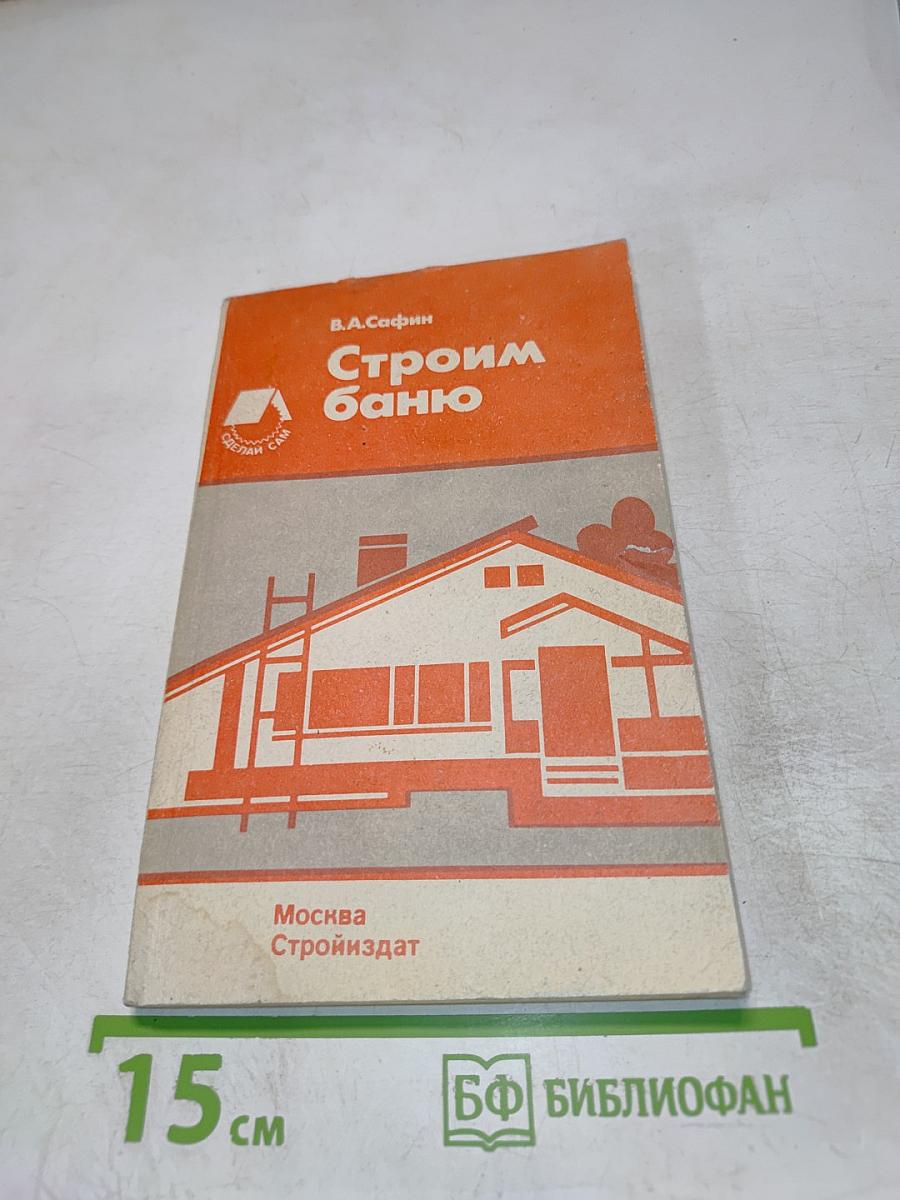 В.А.Сафин
Строим
баню
СДЕЛАЙ САМ
Москва
Стройиздат
15 см
БФ БИБЛИОФАН